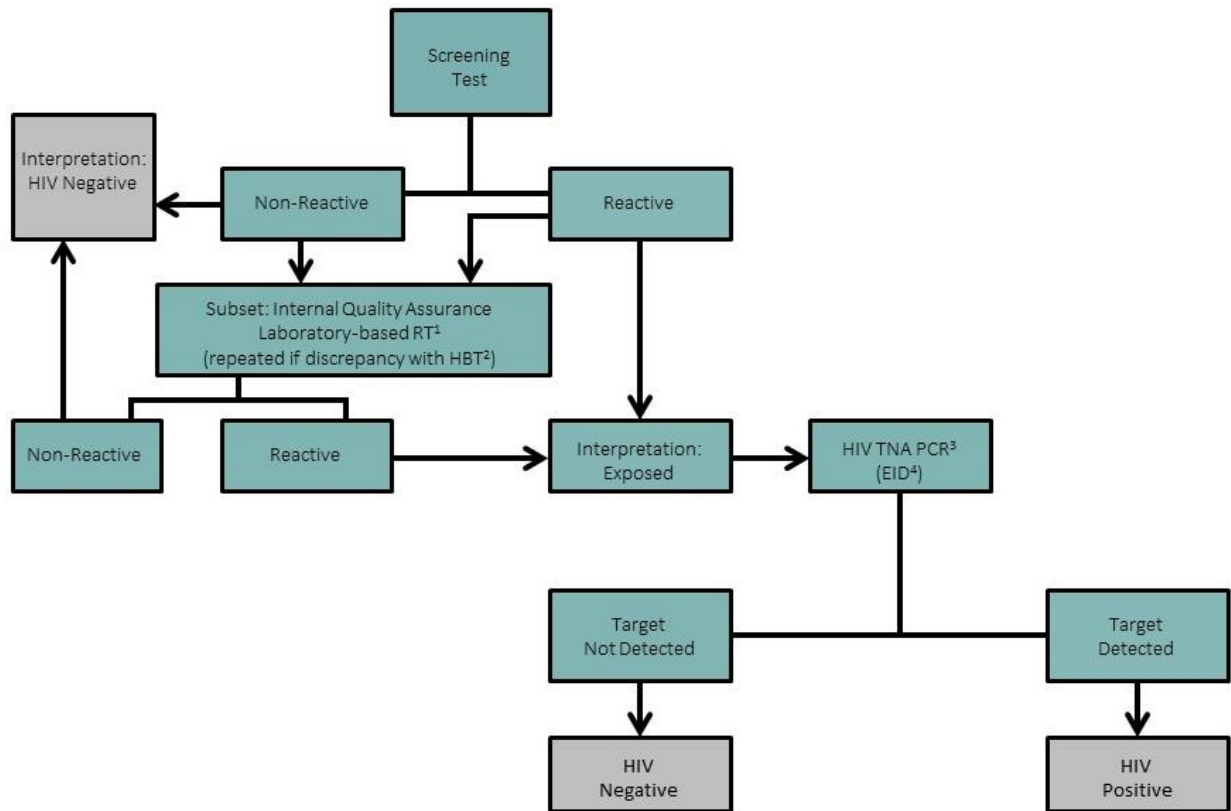 Screening
Test
Interpretation:
HIV Negative
Non-Reactive
Reactive
Subset: Internal Quality Assurance
Laboratory-based RT¹
(repeated if discrepancy with HBT²)
Non-Reactive
Reactive
Interpretation:
Exposed
HIV TNA PCR³
(EID⁴)
Target
Not Detected
Target
Detected
HIV
Negative
HIV
Positive